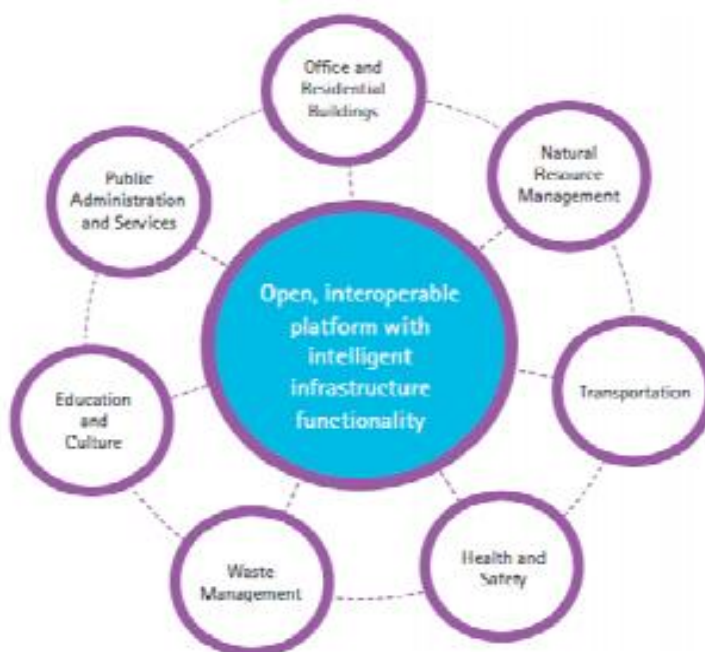 Office and
Residential
Buildings
Natural
Resource
Management
Public
Administration
and Services
Open, interoperable
platform with
intelligent
infrastructure
functionality
Transportation
Education
and
Culture
Health and
Safety
Waste
Management